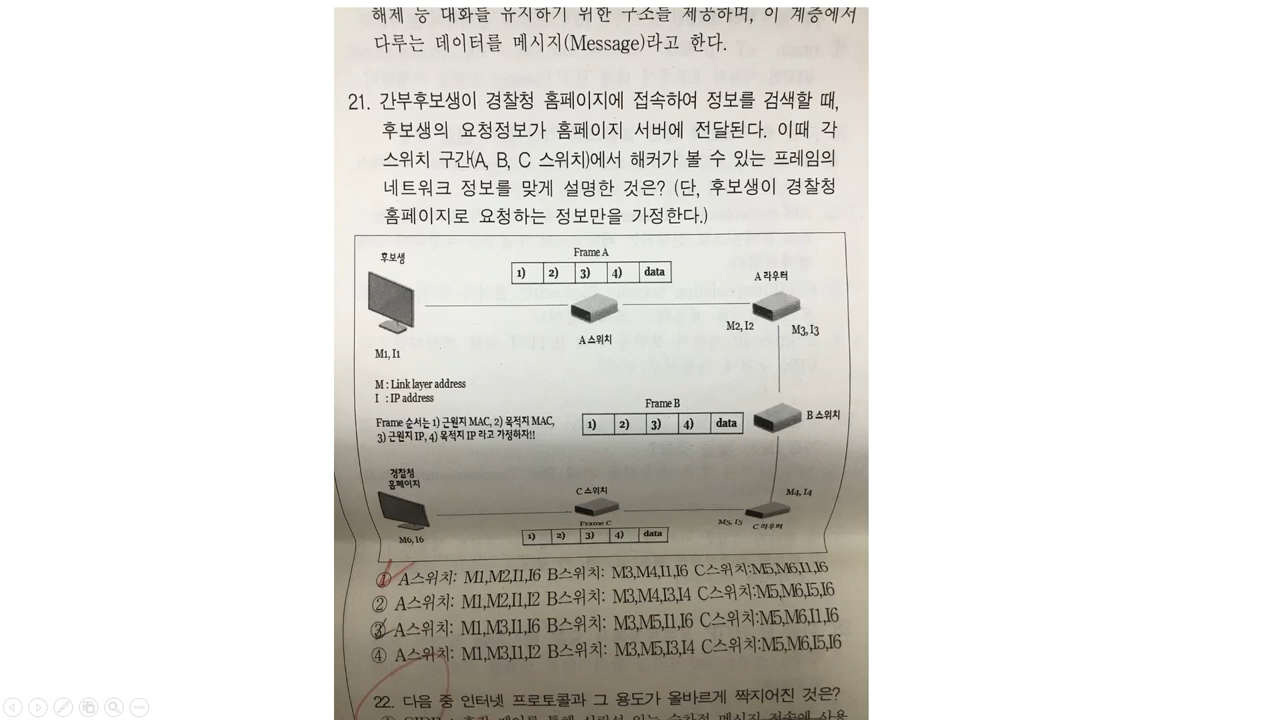 해제 등 대화를 유지하기 위한 구조를 제공하며, 이 계층에서
다루는 데이터를 메시지(Message)라고 한다.
21. 간부후보생이 경찰청 홈페이지에 접속하여 정보를 검색할 때,
후보생의 요청정보가 홈페이지 서버에 전달된다. 이때 각
스위치 구간(A, B, C 스위치)에서 해커가 볼 수 있는 프레임의
네트워크 정보를 맞게 설명한 것은? (단, 후보생이 경찰청
홈페이지로 요청하는 정보만을 가정한다.)
후보생
Frame A
1) 2) 3) 4) data
A 라우터
A 스위치
M2, I2
M3, I3
M1, I1
M : Link layer address
I : IP address
Frame 순서는 1) 근원지 MAC, 2) 목적지 MAC,
3) 근원지 IP, 4) 목적지 IP 라고 가정하자!!
Frame B
1) 2) 3) 4) data
B 스위치
경찰청
홈페이지
C 스위치
M4, I4
M5, I5
C 라우터
M6, I6
Frame C
1) 2) 3) 4) data
① A스위치: M1,M2,I1,I6 B스위치: M3,M4,I1,I6 C스위치:M5,M6,I1,I6
② A스위치: M1,M2,I1,I2 B스위치: M3,M4,I3,I4 C스위치:M5,M6,I5,I6
③ A스위치: M1,M3,I1,I6 B스위치: M3,M5,I1,I6 C스위치:M5,M6,I1,I6
④ A스위치: M1,M3,I1,I2 B스위치: M3,M5,I3,I4 C스위치:M5,M6,I5,I6
22. 다음 중 인터넷 프로토콜과 그 용도가 올바르게 짝지어진 것은?